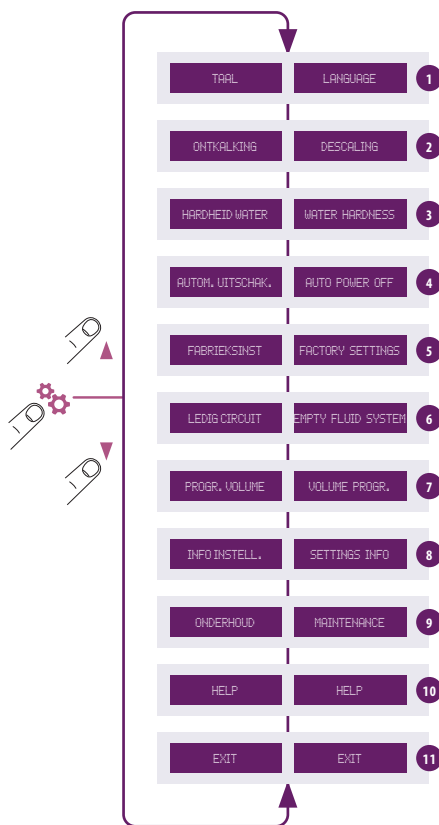 TAAL LANGUAGE 1
ONTKALKING DESCALING 2
HARDHEID WATER WATER HARDNESS 3
AUTOM. UITSCHAK. AUTO POWER OFF 4
FABRIEKSINST FACTORY SETTINGS 5
LEDIG CIRCUIT EMPTY FLUID SYSTEM 6
PROGR. VOLUME VOLUME PROGR. 7
INFO INSTELL. SETTINGS INFO 8
ONDERHOUD MAINTENANCE 9
HELP HELP 10
EXIT EXIT 11